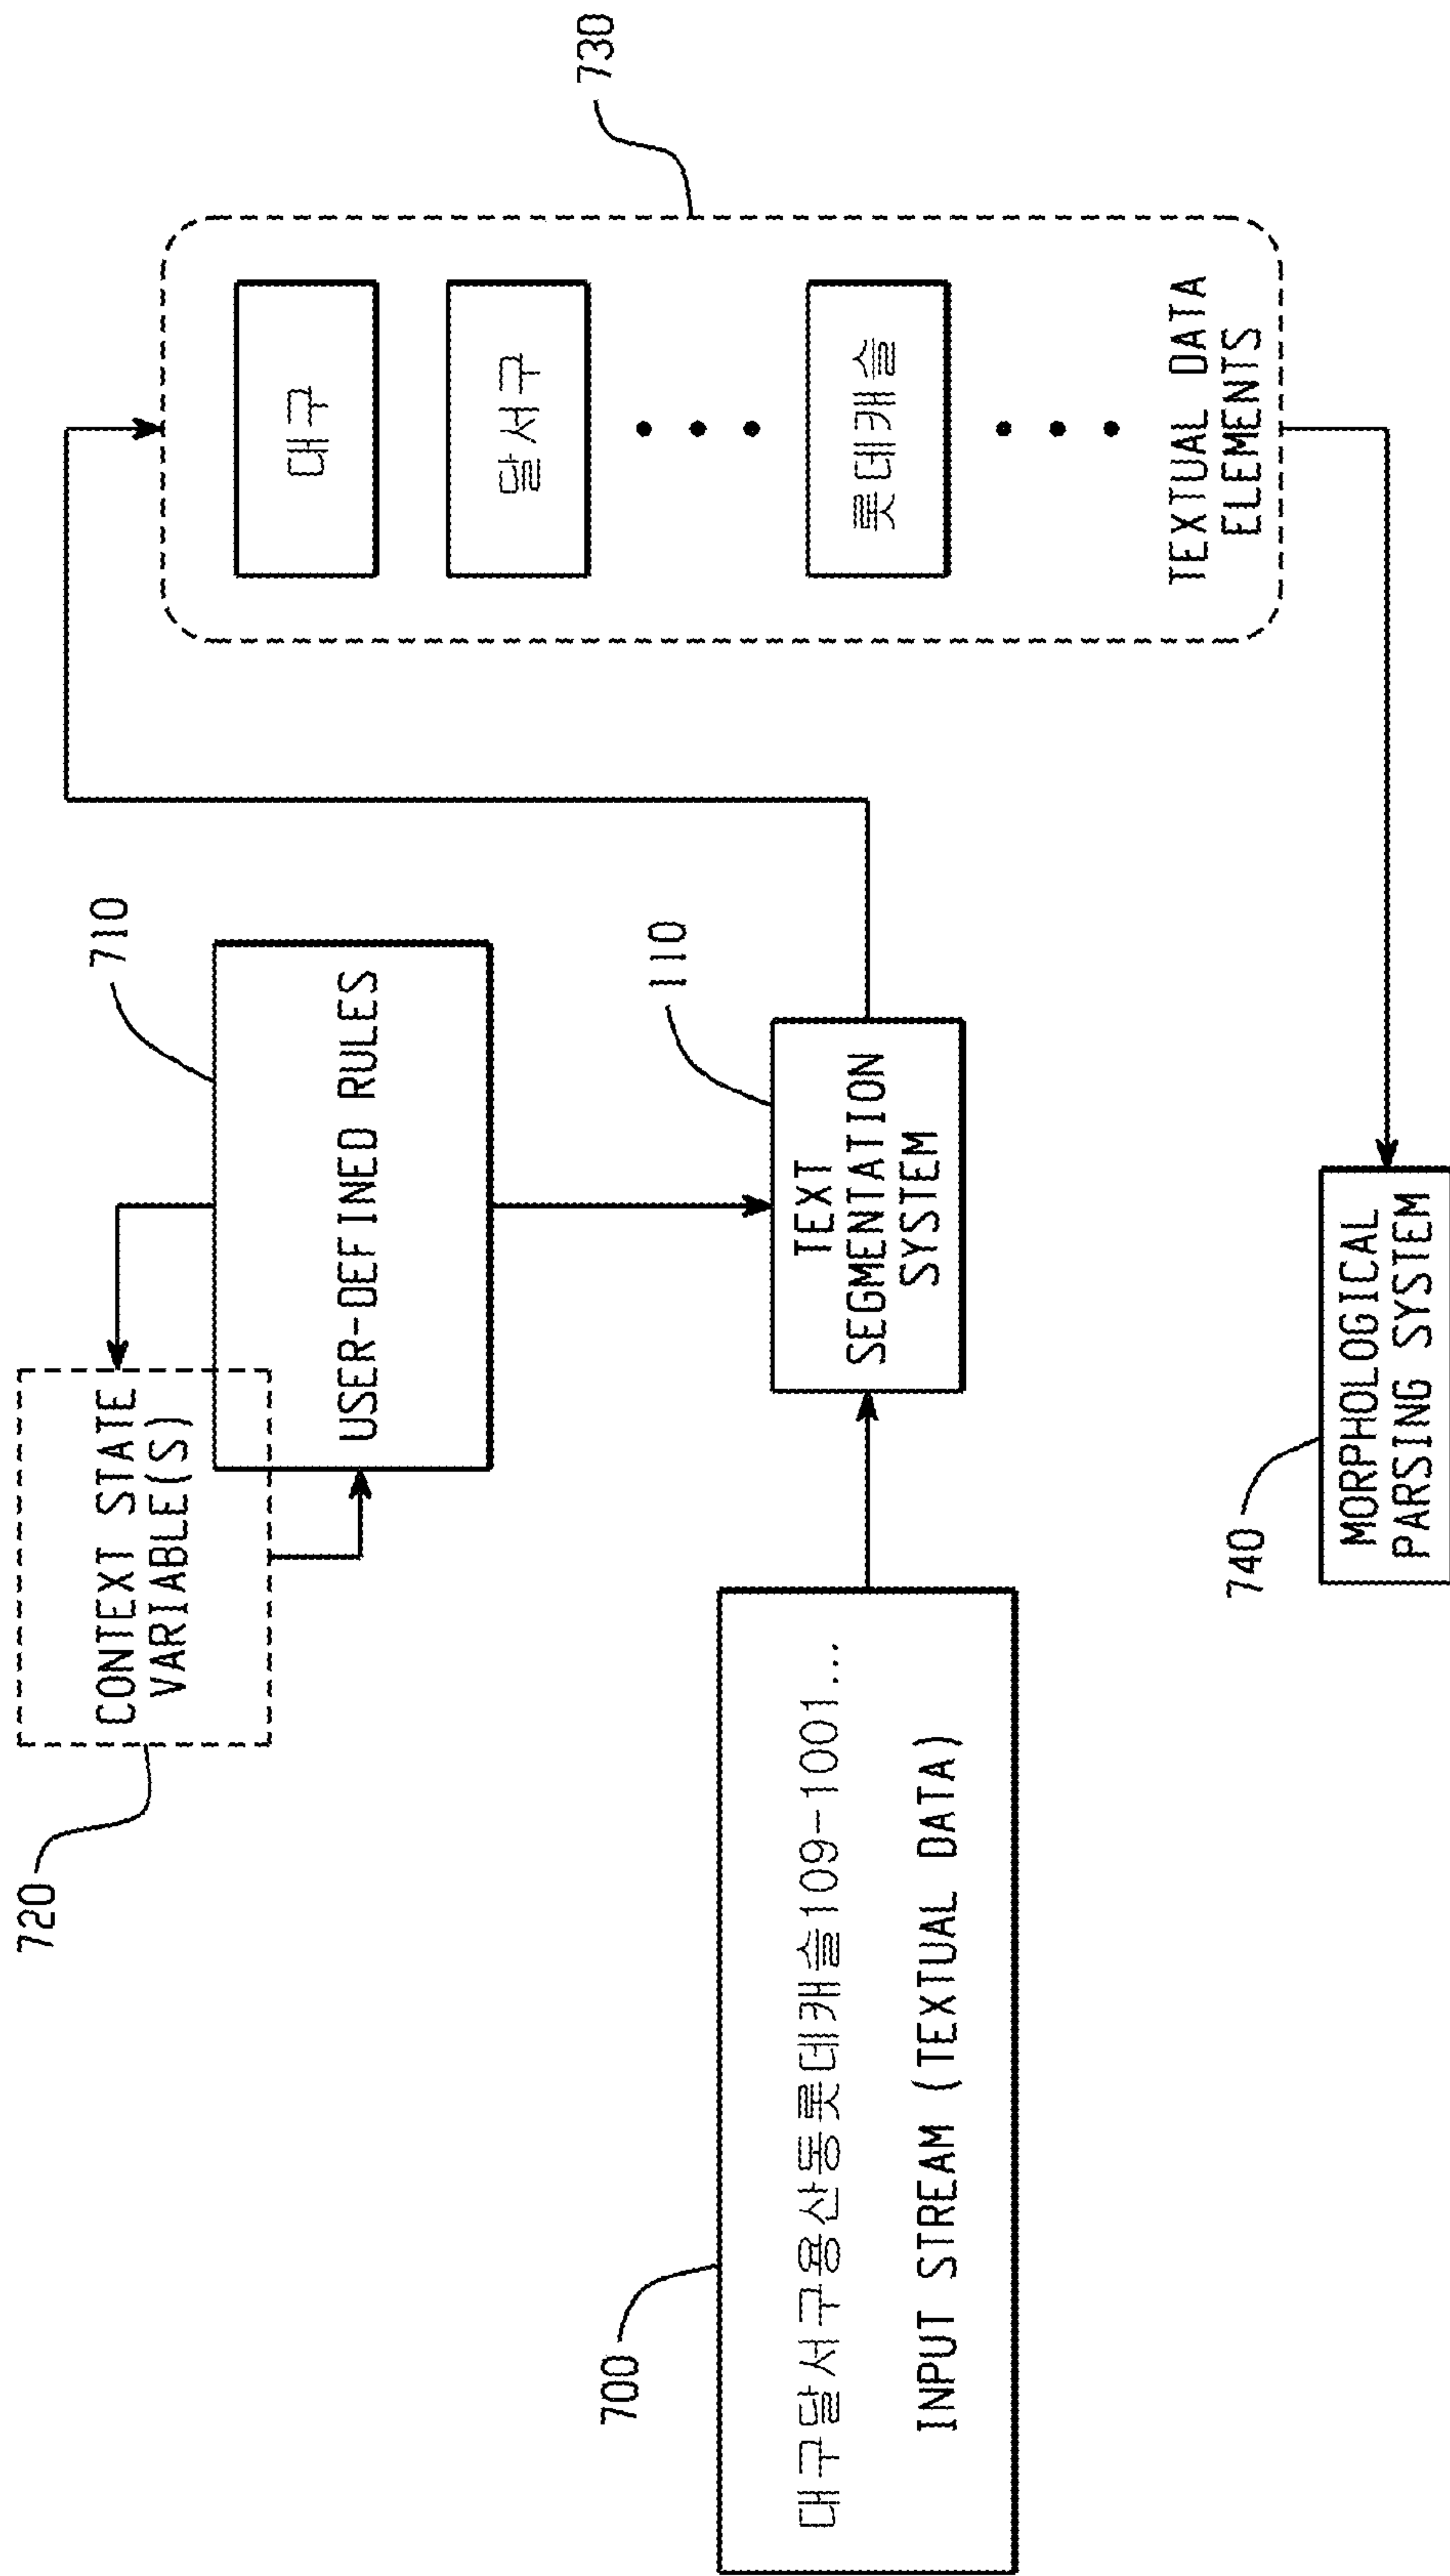 720
CONTEXT STATE
VARIABLE(S)
710
USER-DEFINED RULES
700
대구달서구용산동롯데캐슬109-1001...
INPUT STREAM (TEXTUAL DATA)
110
TEXT
SEGMENTATION
SYSTEM
730
대구
달서구
롯데캐슬
TEXTUAL DATA
ELEMENTS
740
MORPHOLOGICAL
PARSING SYSTEM